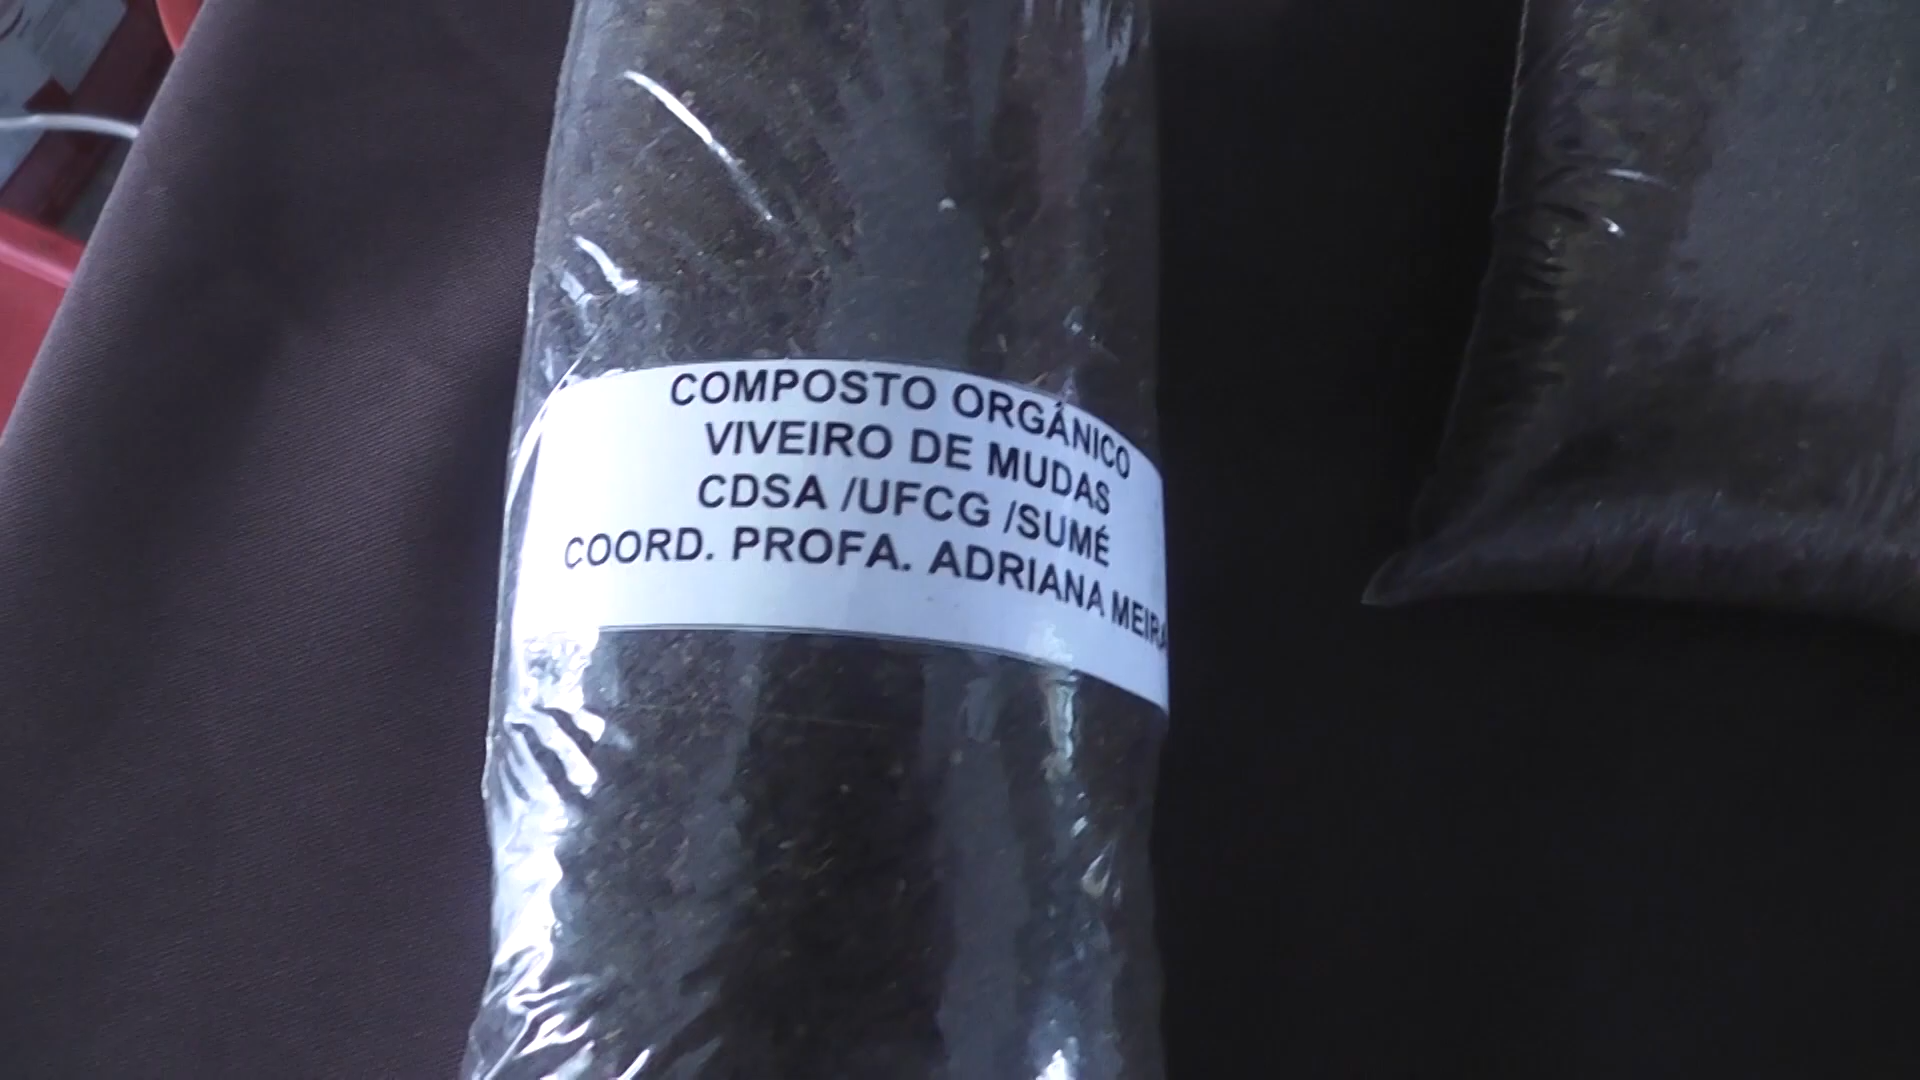 COMPOSTO ORGÂNICO
VIVEIRO DE MUDAS
CDSA /UFCG /SUMÉ
COORD. PROFA. ADRIANA MEIRA